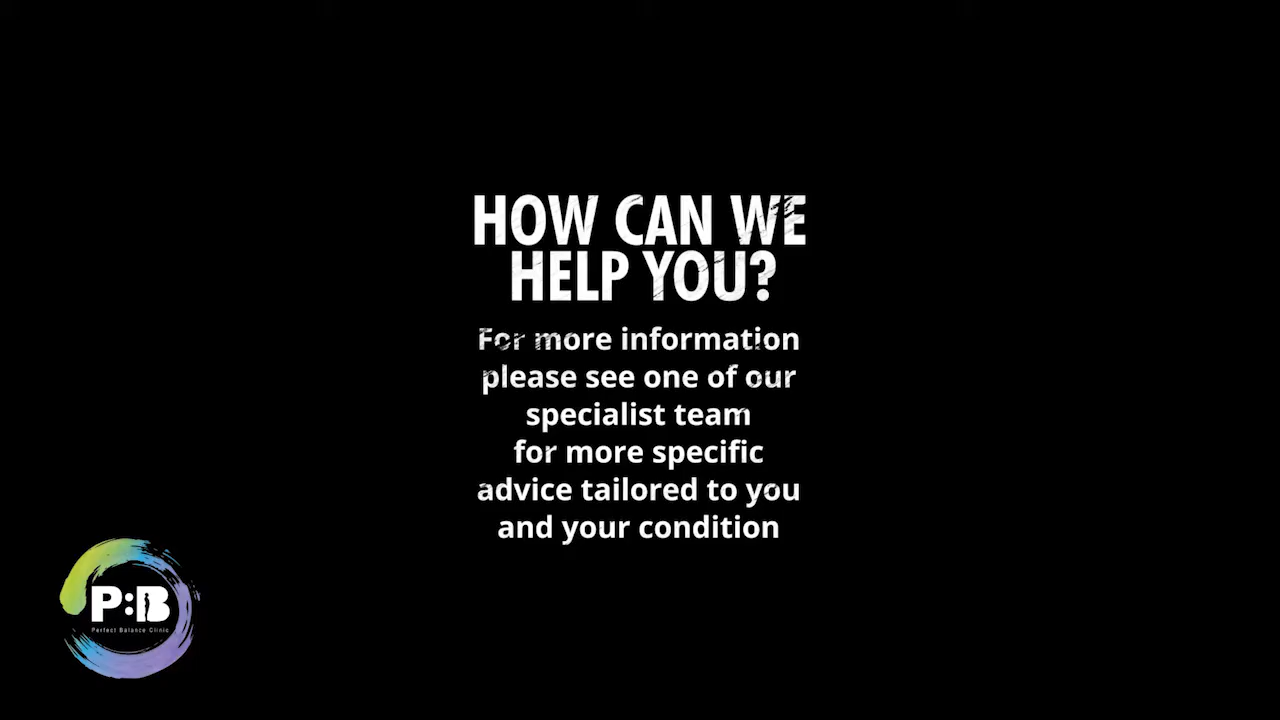 HOW CAN WE
HELP YOU?
For more information
please see one of our
specialist team
for more specific
advice tailored to you
and your condition
P:B
Perfect Balance Clinic